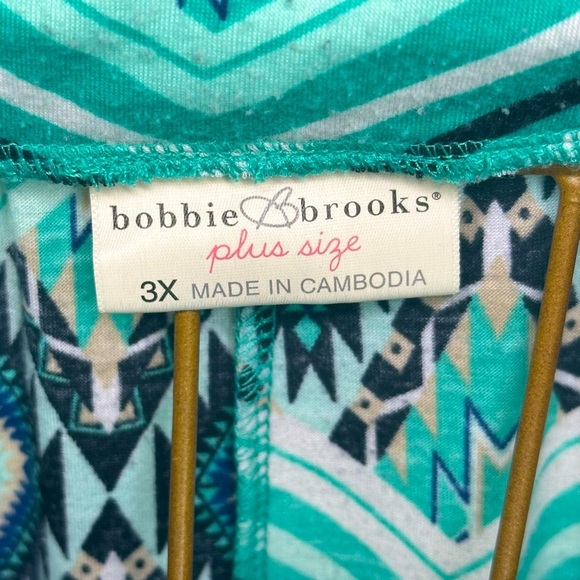 bobbie brooks®
plus size
3X MADE IN CAMBODIA